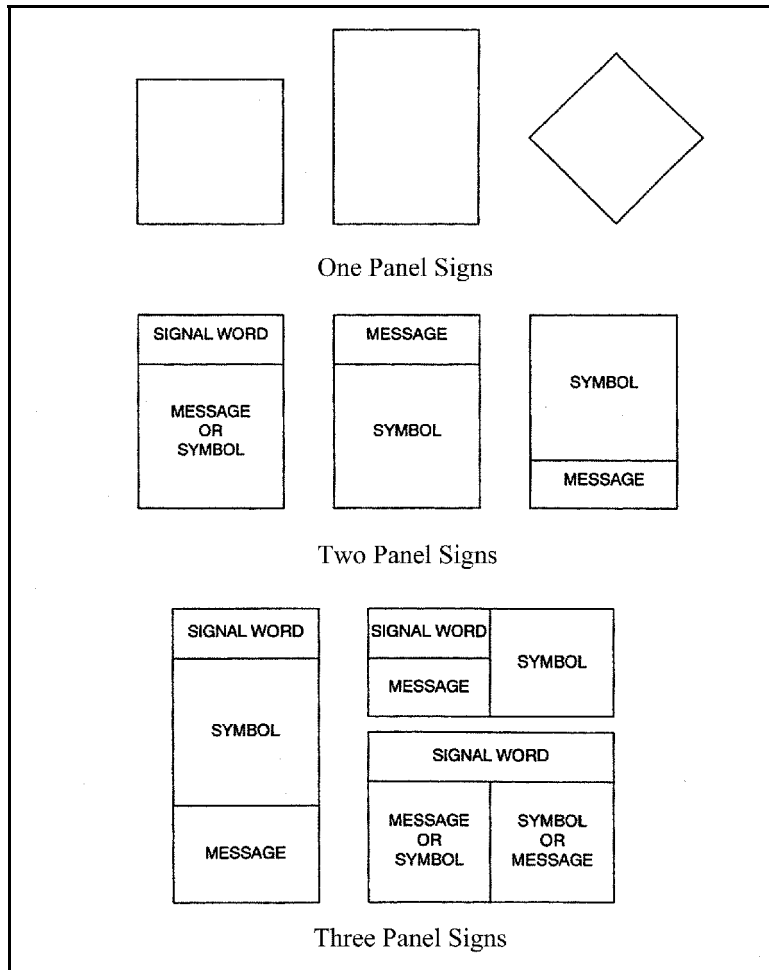 One Panel Signs
SIGNAL WORD
MESSAGE
OR
SYMBOL
MESSAGE
SYMBOL
SYMBOL
MESSAGE
Two Panel Signs
SIGNAL WORD
SYMBOL
MESSAGE
SIGNAL WORD
MESSAGE
SYMBOL
SIGNAL WORD
MESSAGE
OR
SYMBOL
SYMBOL
OR
MESSAGE
Three Panel Signs